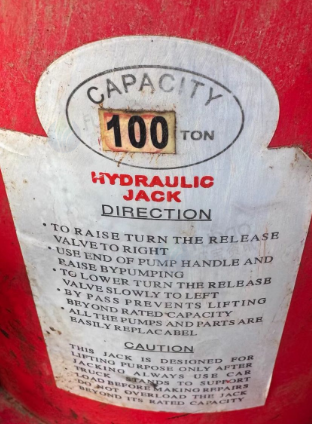 CAPACITY
100 TON
HYDRAULIC
JACK
DIRECTION
• TO RAISE TURN THE RELEASE
VALVE TO RIGHT
• USE END OF PUMP HANDLE AND
RAISE BYPUMPING
• TO LOWER TURN THE RELEASE
VALVE SLOWLY TO LEFT
• BY PASS PREVENTS LIFTING
BEYOND RATED CAPACITY
• ALL THE PUMPS AND PARTS ARE
EASILY REPLACABEL
CAUTION
THIS JACK IS DESIGNED FOR
LIFTING PURPOSE ONLY AFTER
JACKING ALWAYS USE CAR
TRUCK STANDS TO SUPPORT
LOAD BEFORE MAKING REPAIRS
DO NOT OVERLOAD THE JACK
BEYOND ITS RATED CAPACITY